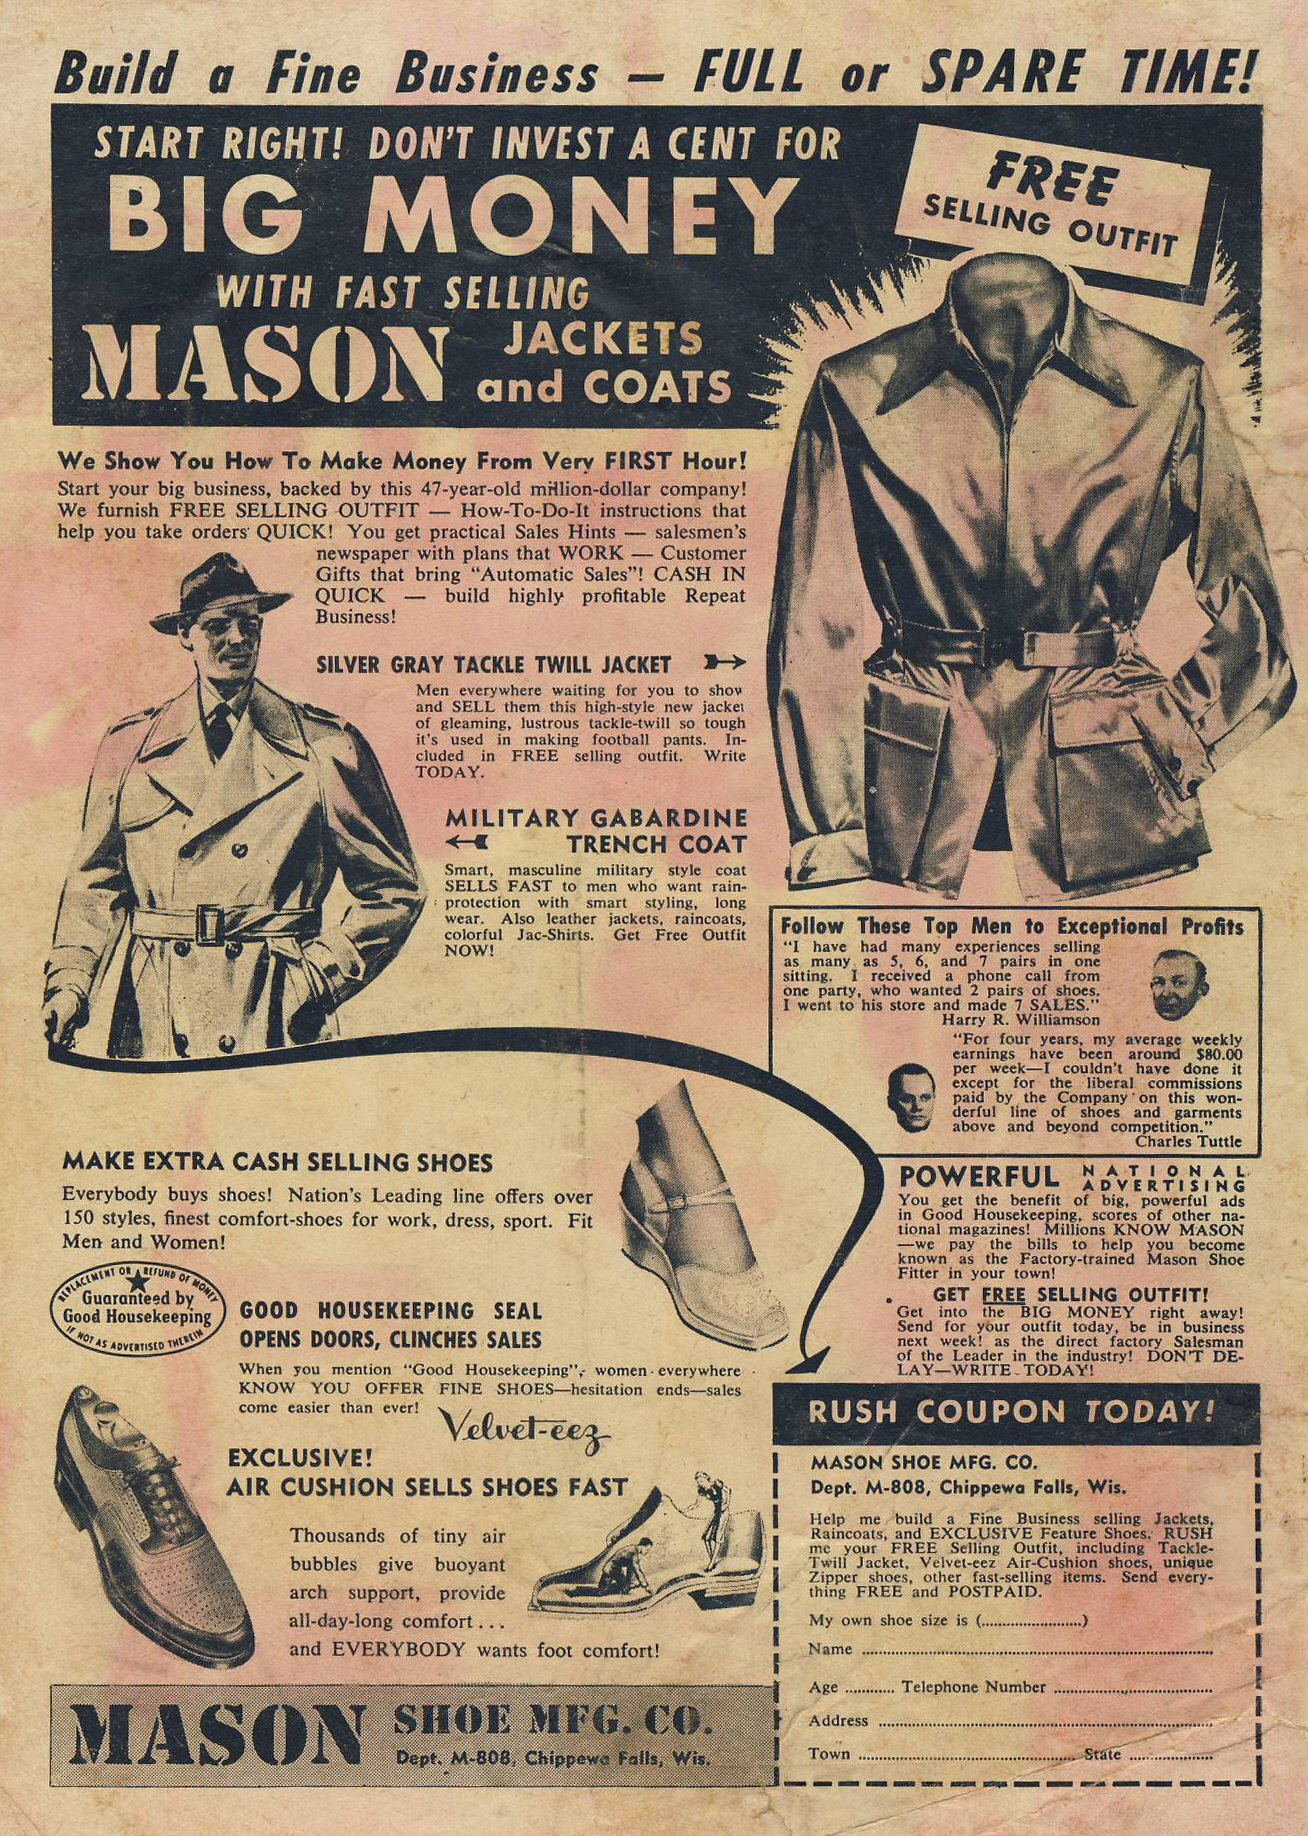 Build a Fine Business — FULL or SPARE TIME!
START RIGHT! DON'T INVEST A CENT FOR
BIG MONEY
WITH FAST SELLING
MASON JACKETS
and COATS
FREE
SELLING OUTFIT
We Show You How To Make Money From Very FIRST Hour!
Start your big business, backed by this 47-year-old million-dollar company!
We furnish FREE SELLING OUTFIT — How-To-Do-It instructions that
help you take orders QUICK! You get practical Sales Hints — salesmen's
newspaper with plans that WORK — Customer
Gifts that bring "Automatic Sales"! CASH IN
QUICK — build highly profitable Repeat
Business!
SILVER GRAY TACKLE TWILL JACKET
Men everywhere waiting for you to show
and SELL them this high-style new jacket
of gleaming, lustrous tackle-twill so tough
it's used in making football pants. In-
cluded in FREE selling outfit. Write
TODAY.
MILITARY GABARDINE
TRENCH COAT
Smart, masculine military style coat
SELLS FAST to men who want rain-
protection with smart styling, long
wear. Also leather jackets, raincoats,
colorful Jac-Shirts. Get Free Outfit
NOW!
Follow These Top Men to Exceptional Profits
"I have had many experiences selling
as many as 5, 6, and 7 pairs in one
sitting. I received a phone call from
one party, who wanted 2 pairs of shoes.
I went to his store and made 7 SALES."
Harry R. Williamson
"For four years, my average weekly
earnings have been around $80.00
per week—I couldn't have done it
except for the liberal commissions
paid by the Company on this won-
derful line of shoes and garments
above and beyond competition."
Charles Tuttle
MAKE EXTRA CASH SELLING SHOES
Everybody buys shoes! Nation's Leading line offers over
150 styles, finest comfort-shoes for work, dress, sport. Fit
Men and Women!
REPLACEMENT OR REFUND OF MONEY
Guaranteed by
Good Housekeeping
IF NOT AS ADVERTISED THEREIN
GOOD HOUSEKEEPING SEAL
OPENS DOORS, CLINCHES SALES
When you mention "Good Housekeeping", women everywhere
KNOW YOU OFFER FINE SHOES—hesitation ends—sales
come easier than ever!
Velvet-eez
EXCLUSIVE!
AIR CUSHION SELLS SHOES FAST
Thousands of tiny air
bubbles give buoyant
arch support, provide
all-day-long comfort...
and EVERYBODY wants foot comfort!
POWERFUL NATIONAL
ADVERTISING
You get the benefit of big, powerful ads
in Good Housekeeping, scores of other na-
tional magazines! Millions KNOW MASON
—we pay the bills to help you become
known as the Factory-trained Mason Shoe
Fitter in your town!
GET FREE SELLING OUTFIT!
Get into the BIG MONEY right away!
Send for your outfit today, be in business
next week! as the direct factory Salesman
of the Leader in the industry! DON'T DE-
LAY—WRITE TODAY!
RUSH COUPON TODAY!
MASON SHOE MFG. CO.
Dept. M-808, Chippewa Falls, Wis.
Help me build a Fine Business selling Jackets,
Raincoats, and EXCLUSIVE Feature Shoes. RUSH
me your FREE Selling Outfit, including Tackle-
Twill Jacket, Velvet-eez Air-Cushion shoes, unique
Zipper shoes, other fast-selling items. Send every-
thing FREE and POSTPAID.
My own shoe size is (..........................)
Name ..........................
Age ............ Telephone Number ..........................
Address ..........................
Town .......................... State ....................
MASON SHOE MFG. CO.
Dept. M-808, Chippewa Falls, Wis.